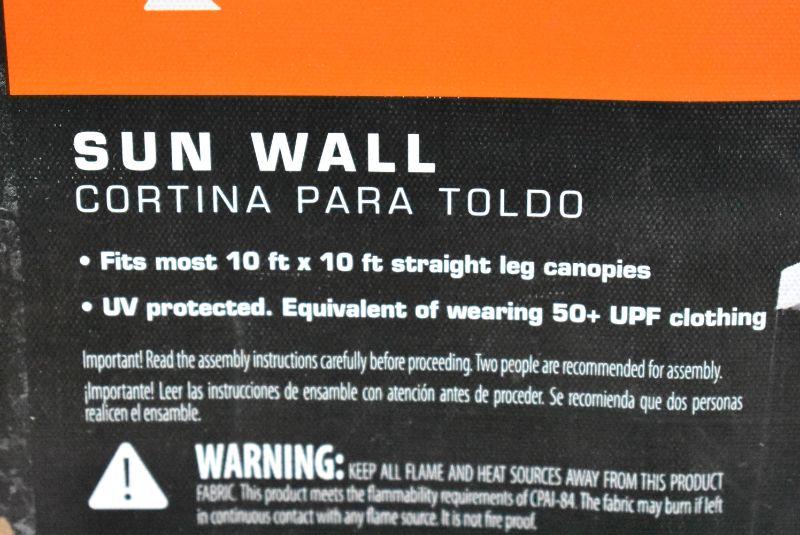 SUN WALL
CORTINA PARA TOLDO
• Fits most 10 ft x 10 ft straight leg canopies
• UV protected. Equivalent of wearing 50+ UPF clothing
Important! Read the assembly instructions carefully before proceeding. Two people are recommended for assembly.
¡Importante! Leer las instrucciones de ensamble con atención antes de proceder. Se recomienda que dos personas
realicen el ensamble.
WARNING: KEEP ALL FLAME AND HEAT SOURCES AWAY FROM THIS PRODUCT
FABRIC. This product meets the flammability requirements of CPAI-84. The fabric may burn if left
in continuous contact with any flame source. It is not fire proof.